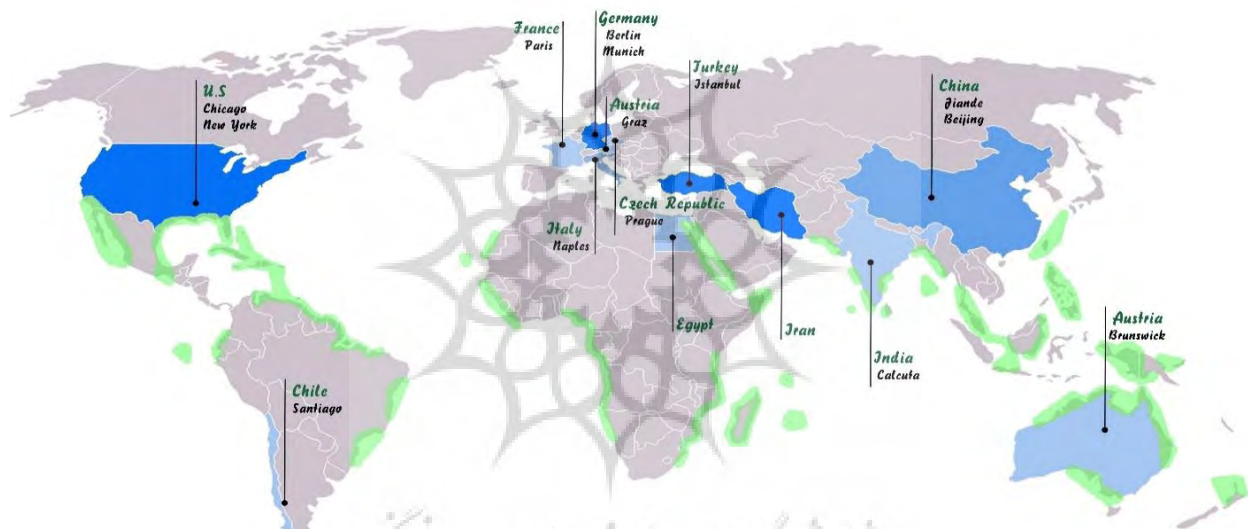 France
Paris
Germany
Berlin
Munich
Turkey
Istanbul
China
Jiande
Beijing
U.S
Chicago
New York
Austria
Graz
Czech Republic
Prague
Italy
Naples
Egypt
Iran
India
Calcuta
Austria
Brunswick
Chile
Santiago